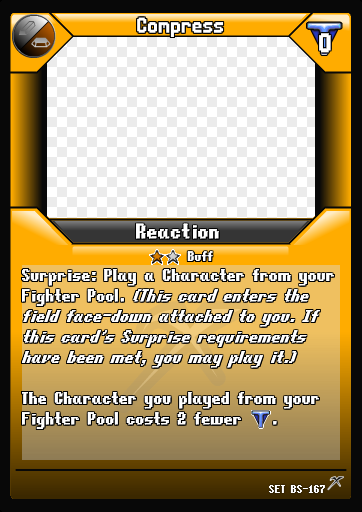 Compress
0
Reaction
Buff
Surprise: Play a Character from your
Fighter Pool. (This card enters the
field face-down attached to you. If
this card's Surprise requirements
have been met, you may play it.)
The Character you played from your
Fighter Pool costs 2 fewer .
SET BS-167